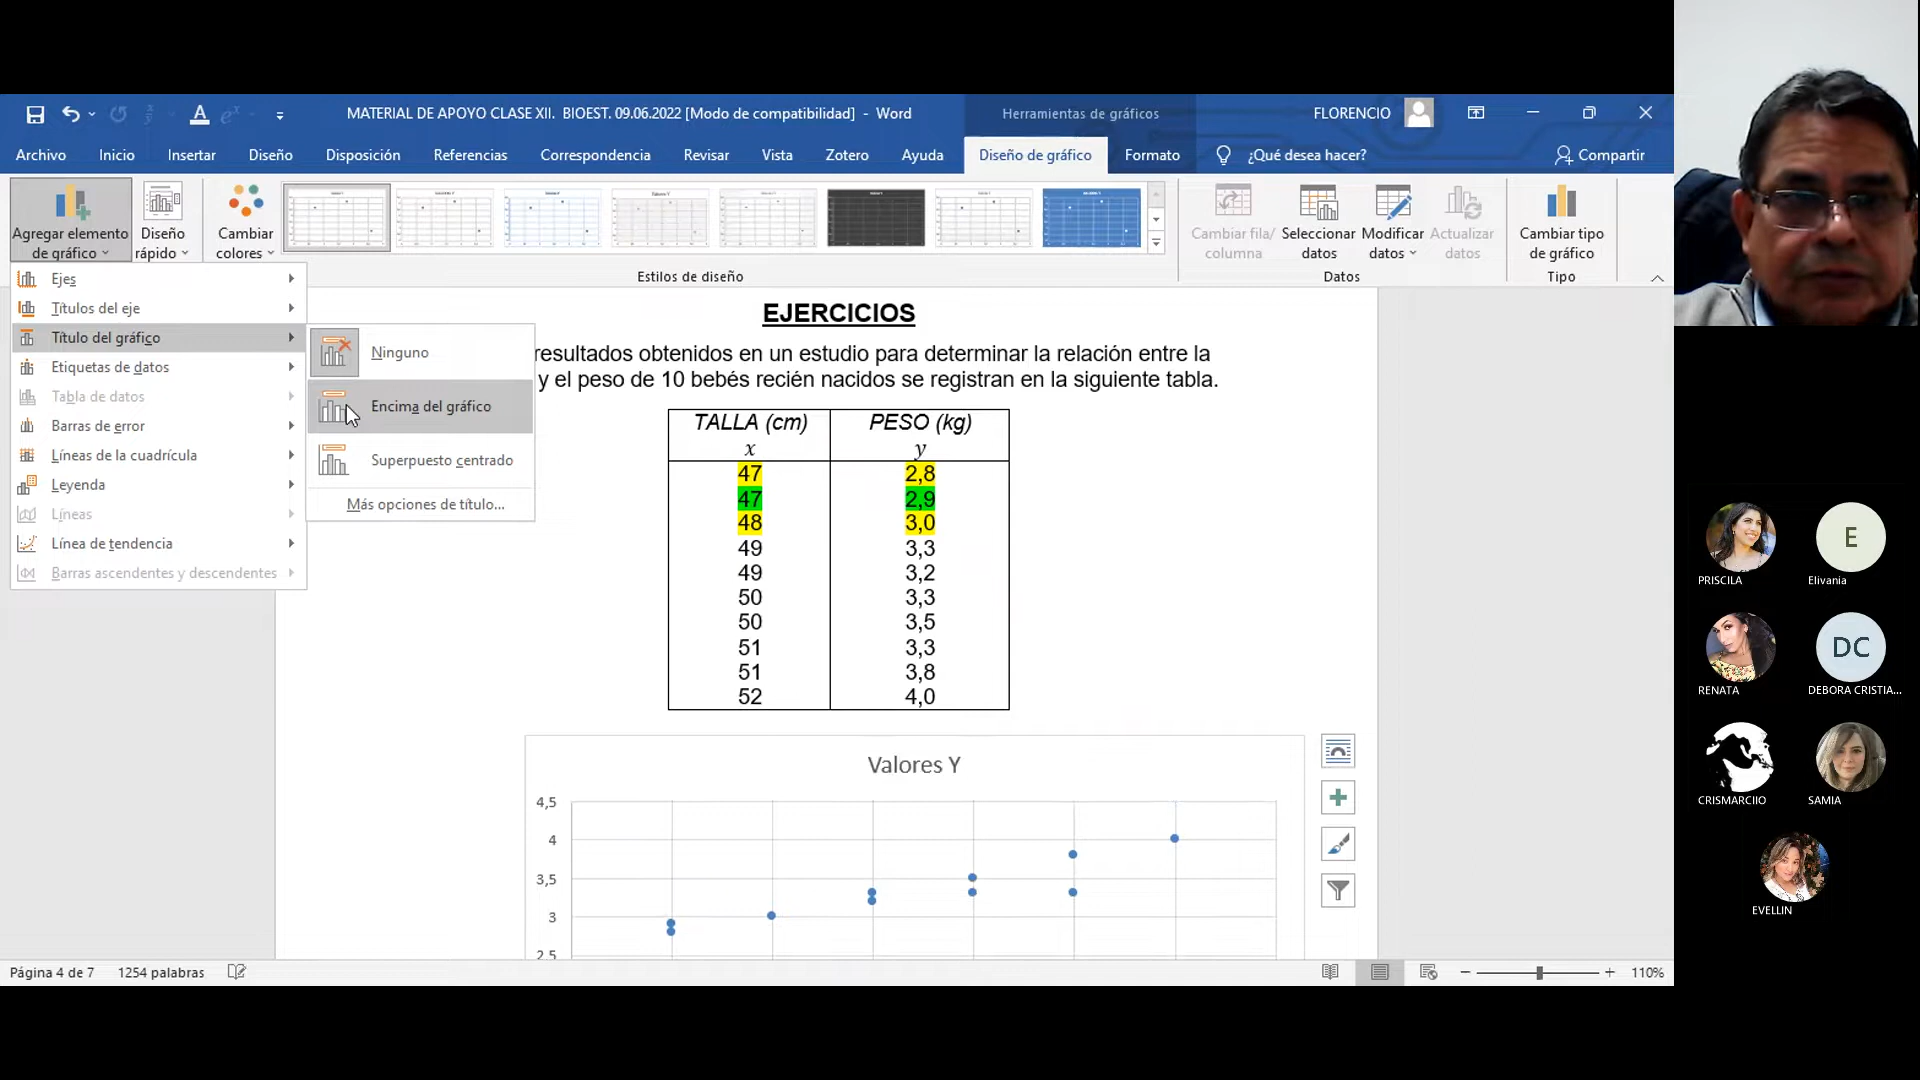 MATERIAL DE APOYO CLASE XII. BIOEST. 09.06.2022 [Modo de compatibilidad] - Word
Herramientas de gráficos
FLORENCIO
Archivo
Inicio
Insertar
Diseño
Disposición
Referencias
Correspondencia
Revisar
Vista
Zotero
Ayuda
Diseño de gráfico
Formato
¿Qué desea hacer?
Compartir
Agregar elemento
de gráfico
Diseño
rápido
Cambiar
colores
Estilos de diseño
Cambiar fila/
columna
Seleccionar
datos
Modificar
datos
Actualizar
datos
Datos
Cambiar tipo
de gráfico
Tipo
Ejes
Títulos del eje
Título del gráfico
Etiquetas de datos
Tabla de datos
Barras de error
Líneas de la cuadrícula
Leyenda
Líneas
Línea de tendencia
Barras ascendentes y descendentes
Ninguno
Encima del gráfico
Superpuesto centrado
Más opciones de título...
EJERCICIOS
resultados obtenidos en un estudio para determinar la relación entre la
y el peso de 10 bebés recién nacidos se registran en la siguiente tabla.
TALLA (cm) PESO (kg)
x y
47 2,8
47 2,9
48 3,0
49 3,3
49 3,2
50 3,3
50 3,5
51 3,3
51 3,8
52 4,0
Valores Y
4,5
4
3,5
3
2,5
Página 4 de 7
1254 palabras
110%
PRISCILA
E
Elivania
RENATA
DC
DEBORA CRISTIA...
CRISMARCIIO
SAMIA
EVELLIN